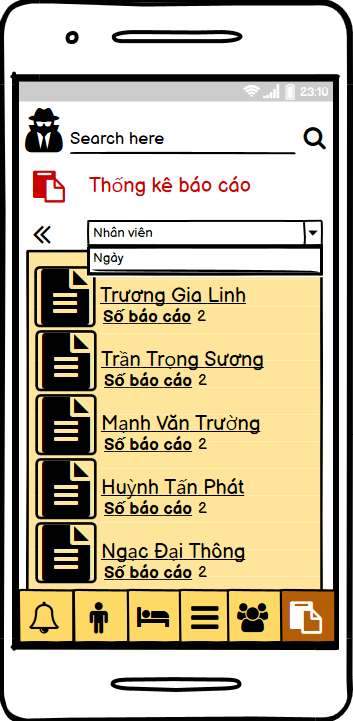 23:10
Search here
Thống kê báo cáo
Nhân viên
Ngày
Trương Gia Linh
Số báo cáo 2
Trần Trọng Sương
Số báo cáo 2
Mạnh Văn Trường
Số báo cáo 2
Huỳnh Tấn Phát
Số báo cáo 2
Ngạc Đại Thông
Số báo cáo 2